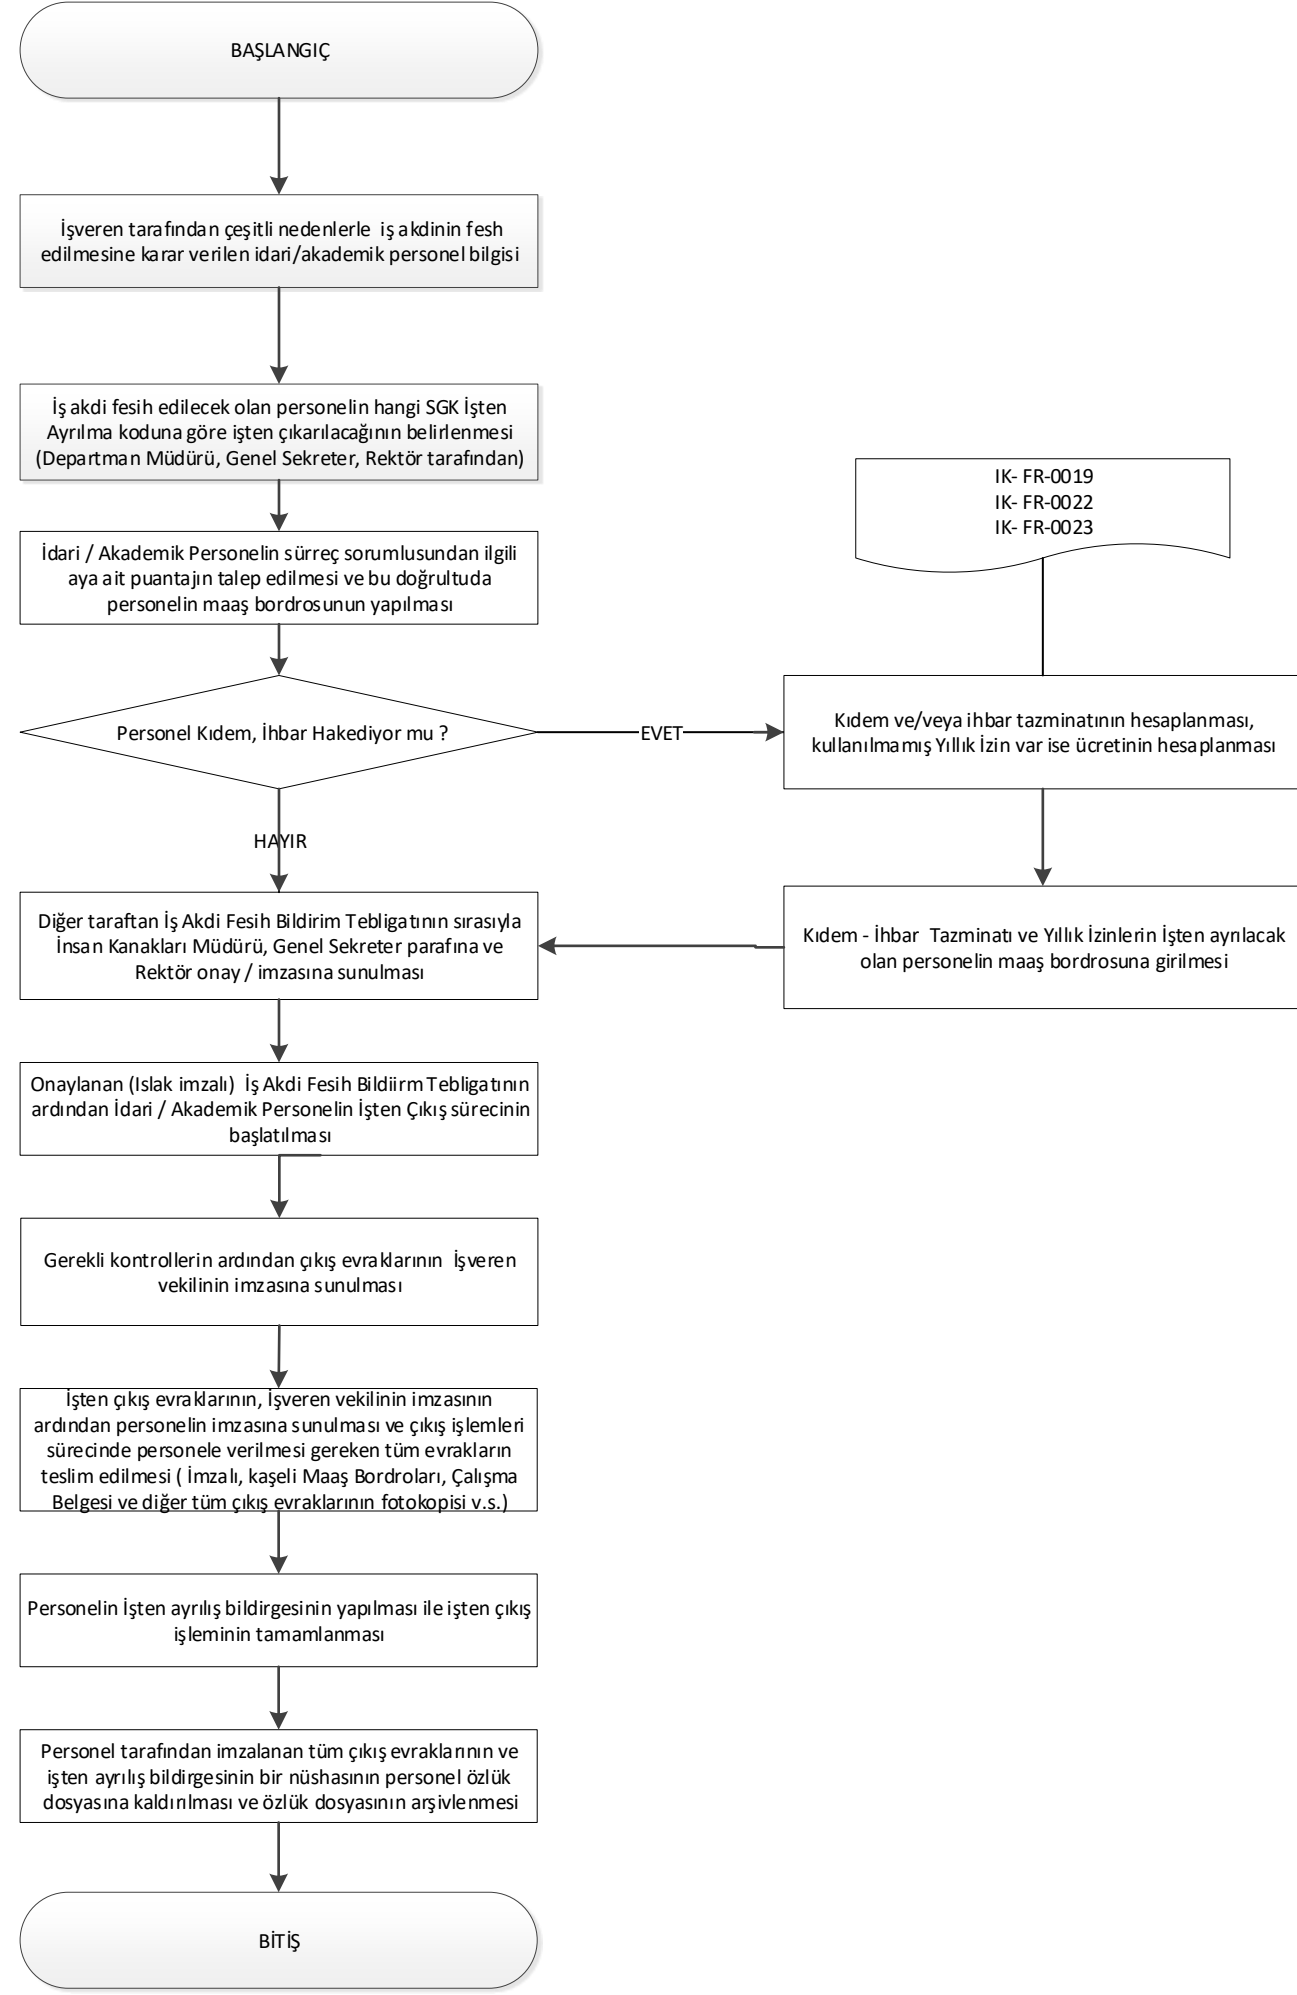 BAŞLANGIÇ
İşveren tarafından çeşitli nedenlerle iş akdinin fesh
edilmesine karar verilen idari/akademik personel bilgisi
İş akdi fesih edilecek olan personelin hangi SGK İşten
Ayrılma koduna göre işten çıkarılacağının belirlenmesi
(Departman Müdürü, Genel Sekreter, Rektör tarafından)
İdari / Akademik Personelin sürreç sorumlusundan ilgili
aya ait puantajın talep edilmesi ve bu doğrultuda
personelin maaş bordrosunun yapılması
IK- FR-0019
IK- FR-0022
IK- FR-0023
Personel Kıdem, İhbar Hakediyor mu ?
EVET
Kıdem ve/veya ihbar tazminatının hesaplanması,
kullanılmamış Yıllık İzin var ise ücretinin hesaplanması
HAYIR
Kıdem - İhbar Tazminatı ve Yıllık İzinlerin İşten ayrılacak
olan personelin maaş bordrosuna girilmesi
Diğer taraftan İş Akdi Fesih Bildirim Tebligatının sırasıyla
İnsan Kanakları Müdürü, Genel Sekreter parafına ve
Rektör onay / imzasına sunulması
Onaylanan (Islak imzalı) İş Akdi Fesih Bildiirm Tebligatının
ardından İdari / Akademik Personelin İşten Çıkış sürecinin
başlatılması
Gerekli kontrollerin ardından çıkış evraklarının İşveren
vekilinin imzasına sunulması
İşten çıkış evraklarının, İşveren vekilinin imzasının
ardından personelin imzasına sunulması ve çıkış işlemleri
sürecinde personele verilmesi gereken tüm evrakların
teslim edilmesi ( İmzalı, kaşeli Maaş Bordroları, Çalışma
Belgesi ve diğer tüm çıkış evraklarının fotokopisi v.s.)
Personelin İşten ayrılış bildirgesinin yapılması ile işten çıkış
işleminin tamamlanması
Personel tarafından imzalanan tüm çıkış evraklarının ve
işten ayrılış bildirgesinin bir nüshasının personel özlük
dosyasına kaldırılması ve özlük dosyasının arşivlenmesi
BİTİŞ